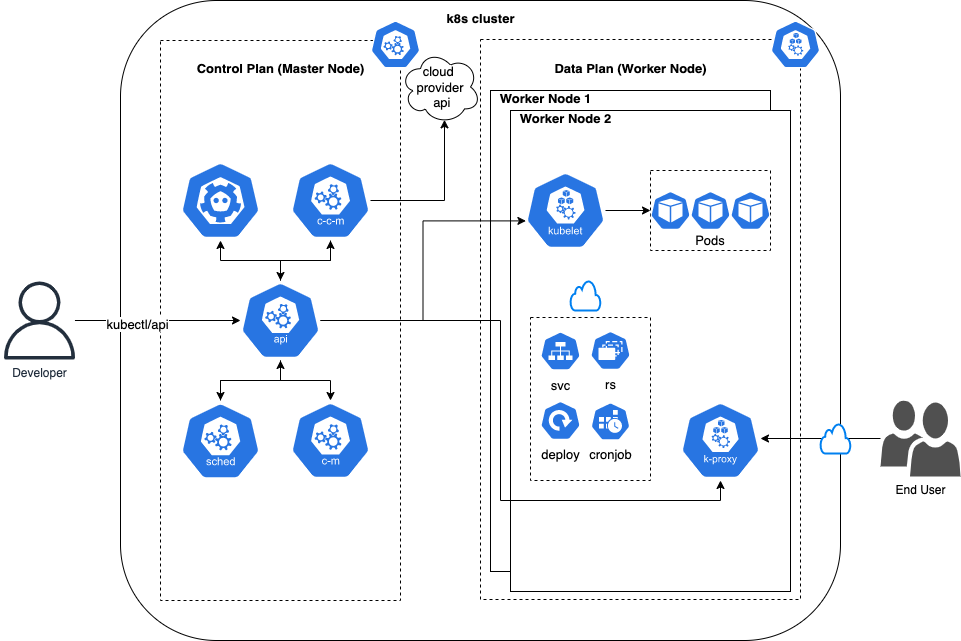 k8s cluster
Control Plan (Master Node)
cloud
provider
api
Data Plan (Worker Node)
Worker Node 1
Worker Node 2
c-c-m
kubelet
Pods
kubectl/api
api
Developer
svc
rs
deploy
cronjob
sched
c-m
k-proxy
End User